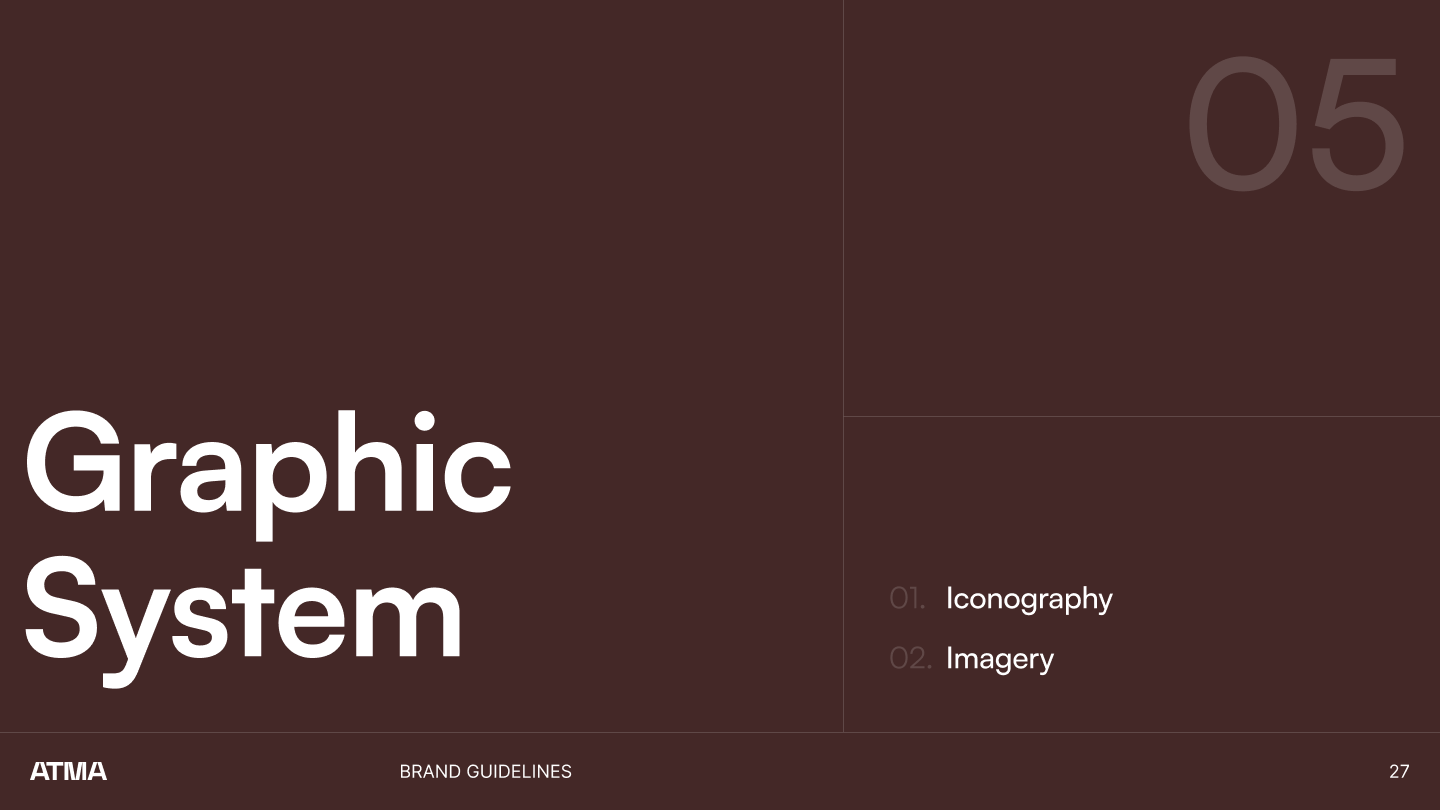 05
Graphic
System
01. Iconography
02. Imagery
ATMA
BRAND GUIDELINES
27